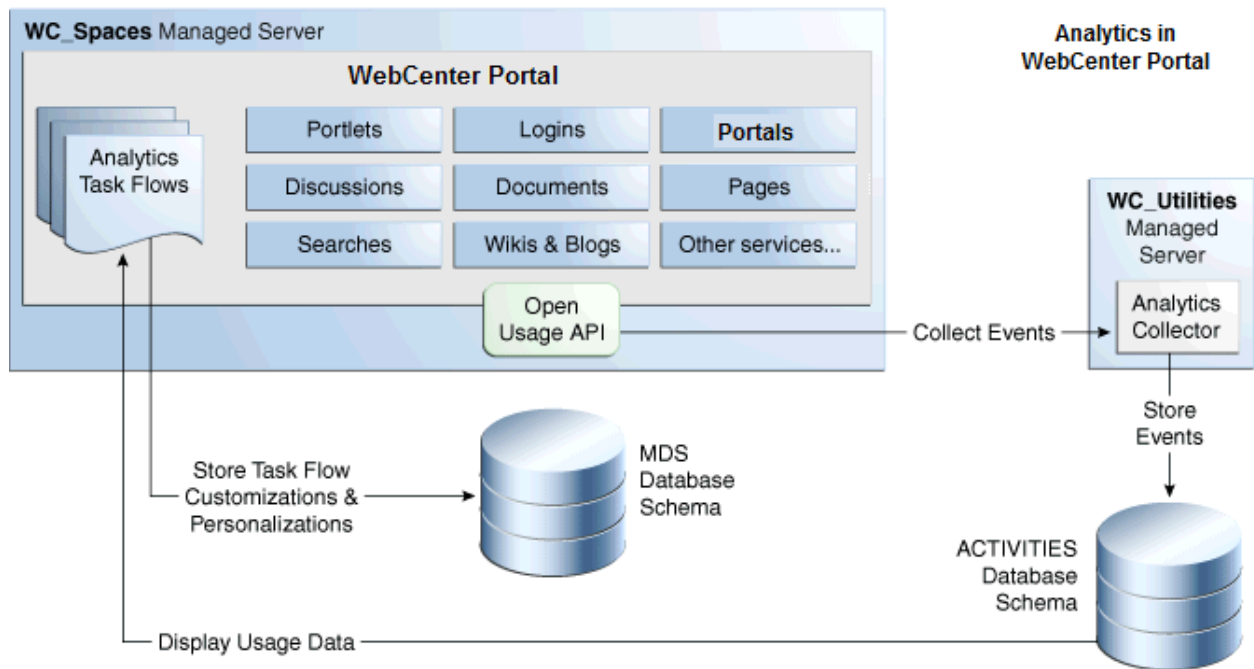 WC_Spaces Managed Server
Analytics in
WebCenter Portal
WebCenter Portal
Analytics
Task Flows
Portlets
Logins
Portals
Discussions
Documents
Pages
Searches
Wikis & Blogs
Other services...
Open
Usage API
Collect Events
WC_Utilities
Managed
Server
Analytics
Collector
Store
Events
Store Task Flow
Customizations &
Personalizations
MDS
Database
Schema
ACTIVITIES
Database
Schema
Display Usage Data